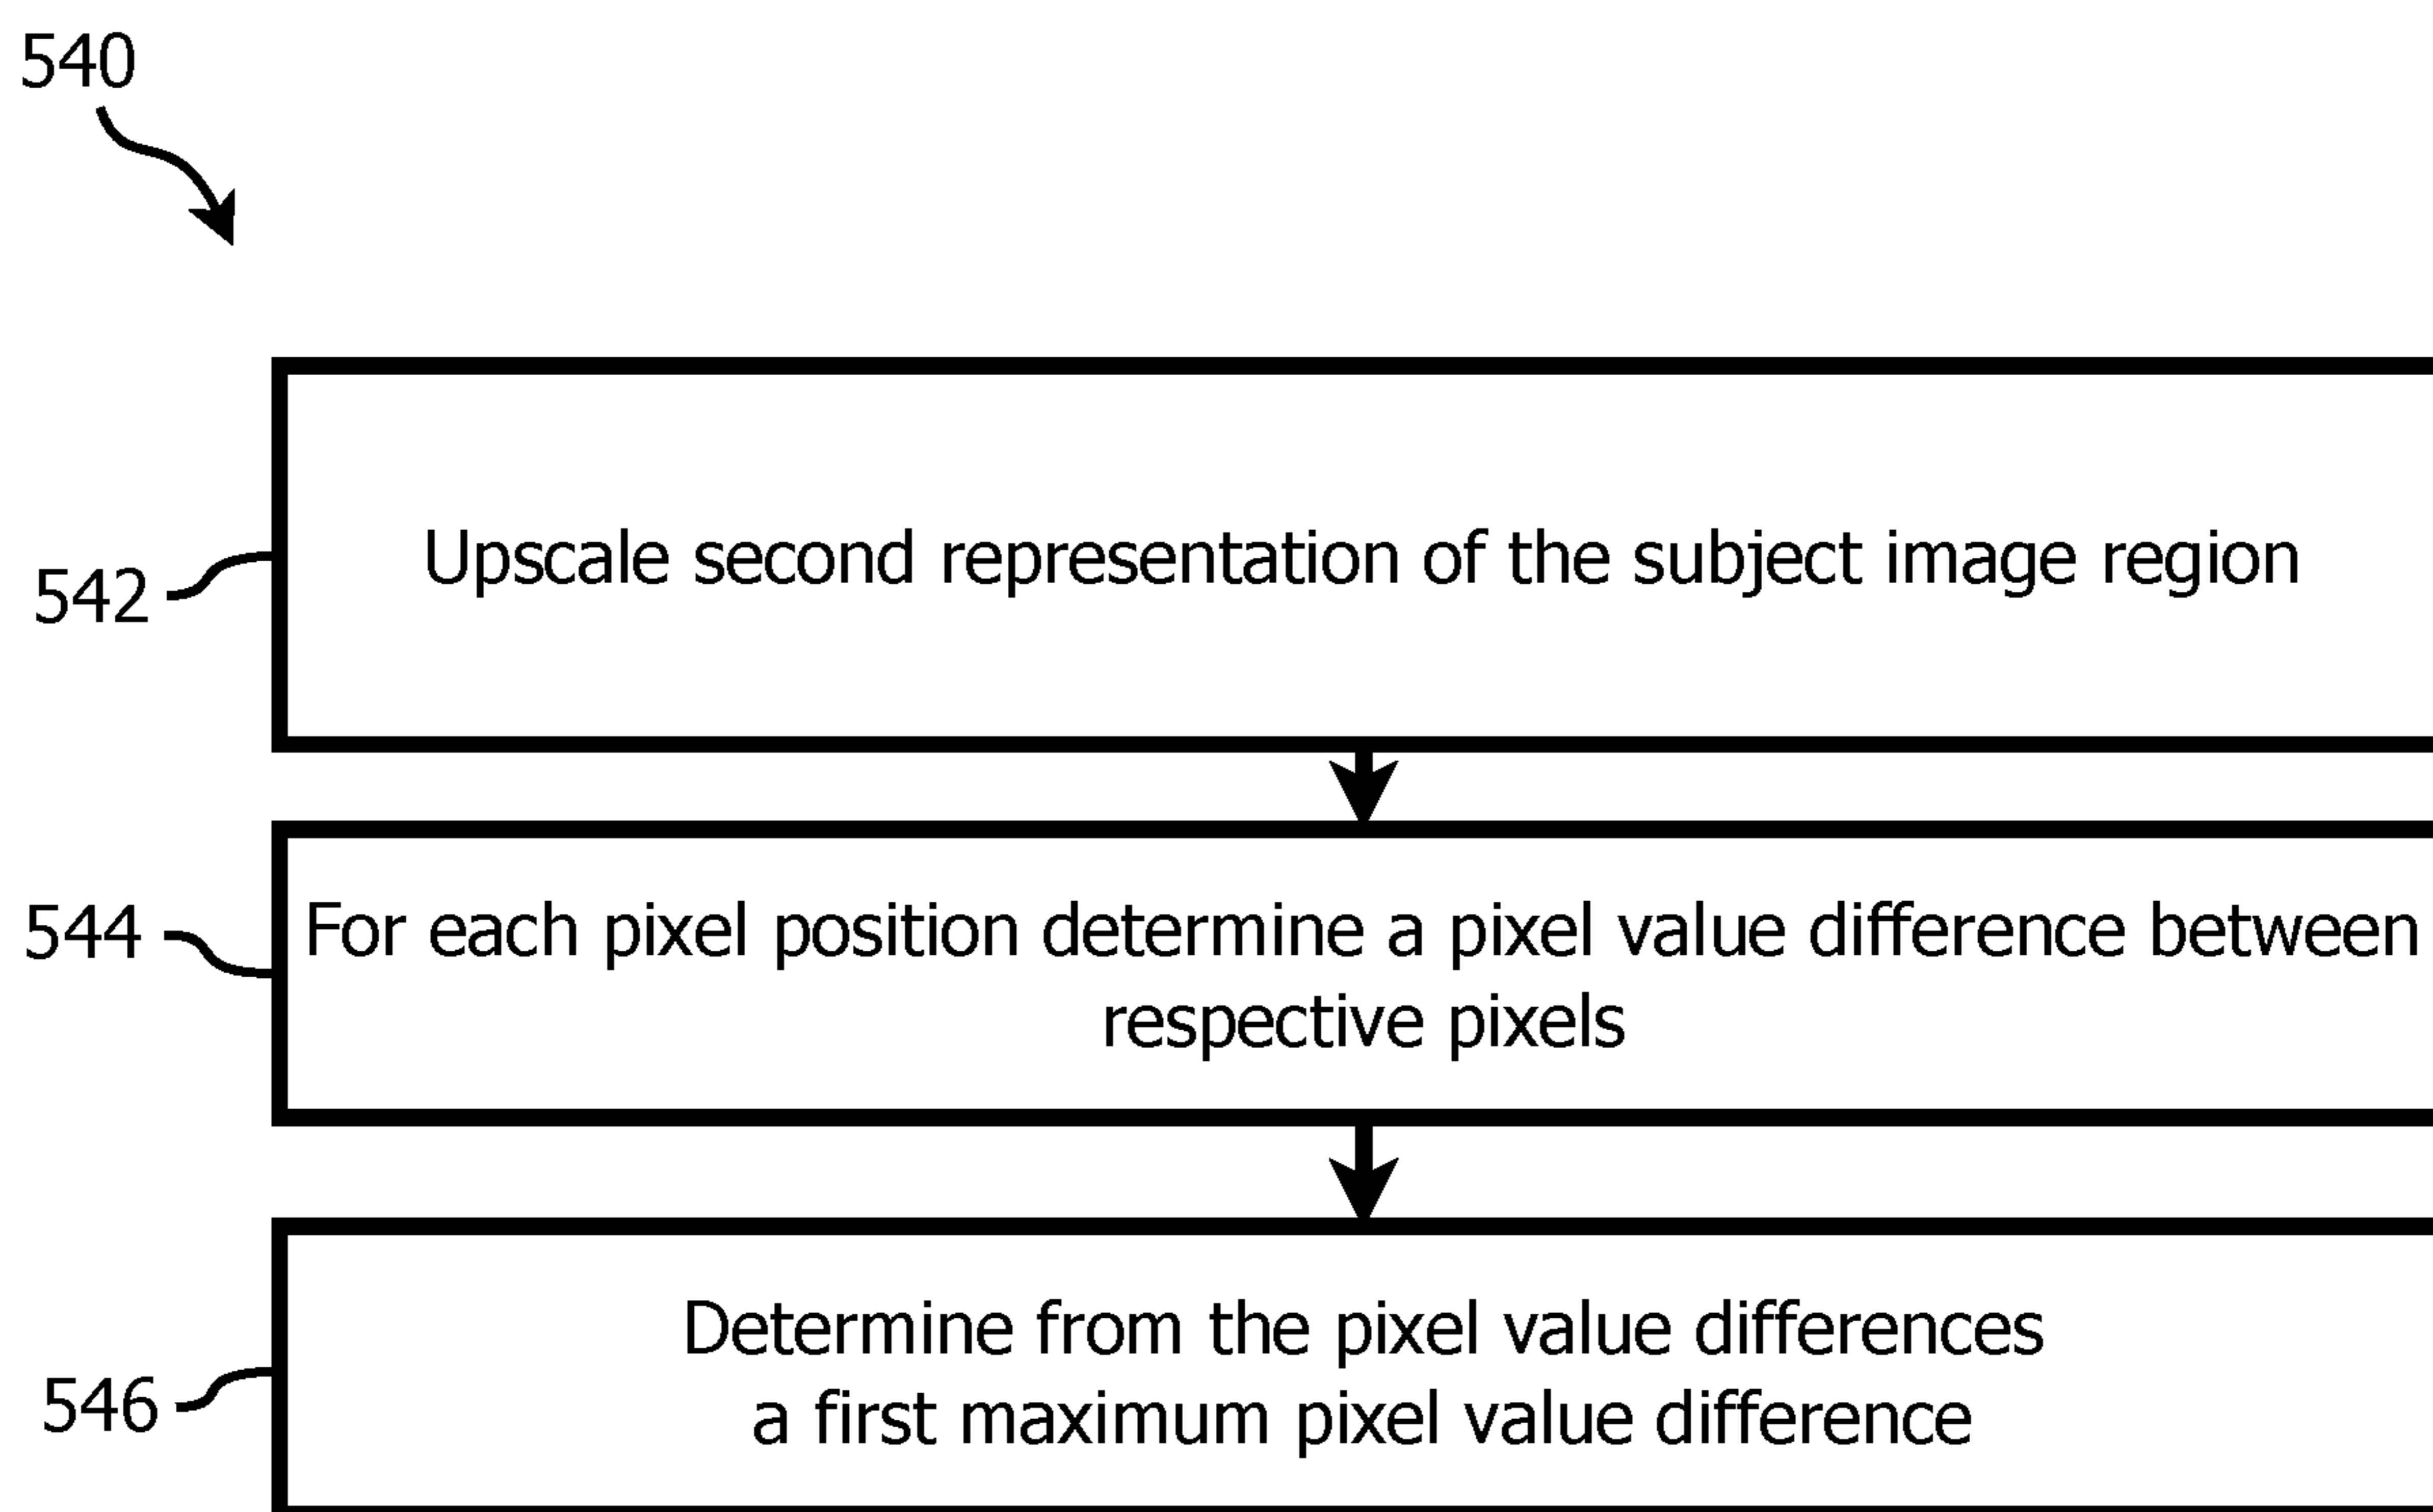 540
542
Upscale second representation of the subject image region
544
For each pixel position determine a pixel value difference between
respective pixels
546
Determine from the pixel value differences
a first maximum pixel value difference